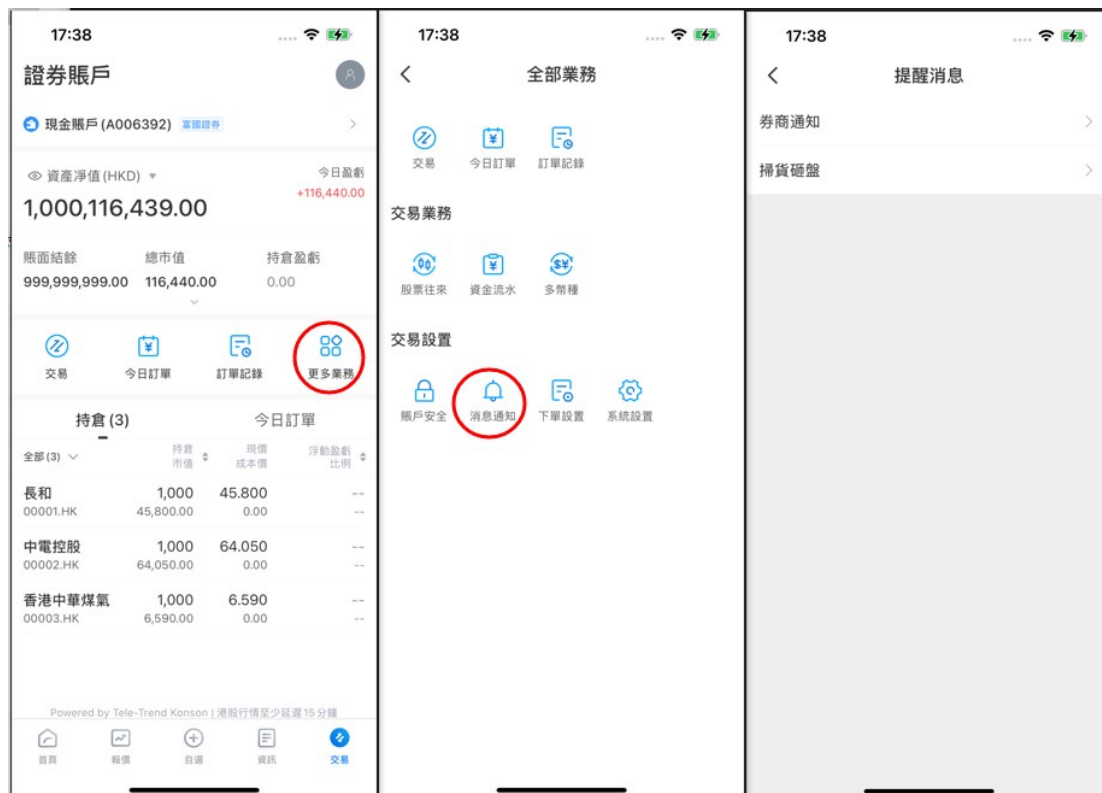 17:38
證券賬戶
現金賬戶(A006392) 富國證券
資產淨值(HKD)
今日盈虧
1,000,116,439.00
+116,440.00
賬面結餘 總市值 持倉盈虧
999,999,999.00 116,440.00 0.00
交易 今日訂單 訂單記錄 更多業務
持倉(3) 今日訂單
全部(3) 持倉 現價 浮動盈虧
市值 成本價 比例
長和 1,000 45.800 --
00001.HK 45,800.00 0.00 --
中電控股 1,000 64.050 --
00002.HK 64,050.00 0.00 --
香港中華煤氣 1,000 6.590 --
00003.HK 6,590.00 0.00 --
Powered by Tele-Trend Konson | 港股行情至少延遲15分鐘
首頁 報價 自選 資訊 交易
17:38
全部業務
交易 今日訂單 訂單記錄
交易業務
股票往來 資金流水 多幣種
交易設置
賬戶安全 消息通知 下單設置 系統設置
17:38
提醒消息
券商通知
掃貨砸盤